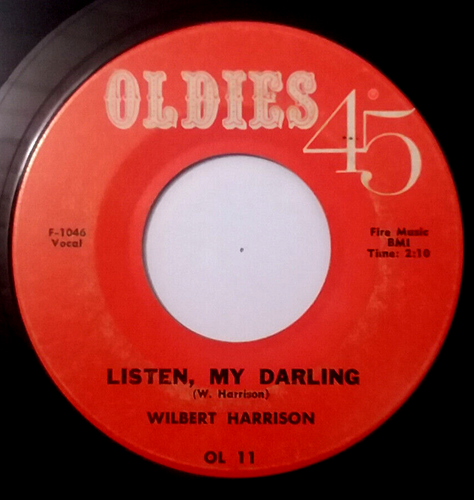 OLDIES 45
F-1046
Vocal
Fire Music
BMI
Time: 2:10
LISTEN, MY DARLING
(W. Harrison)
WILBERT HARRISON
OL 11